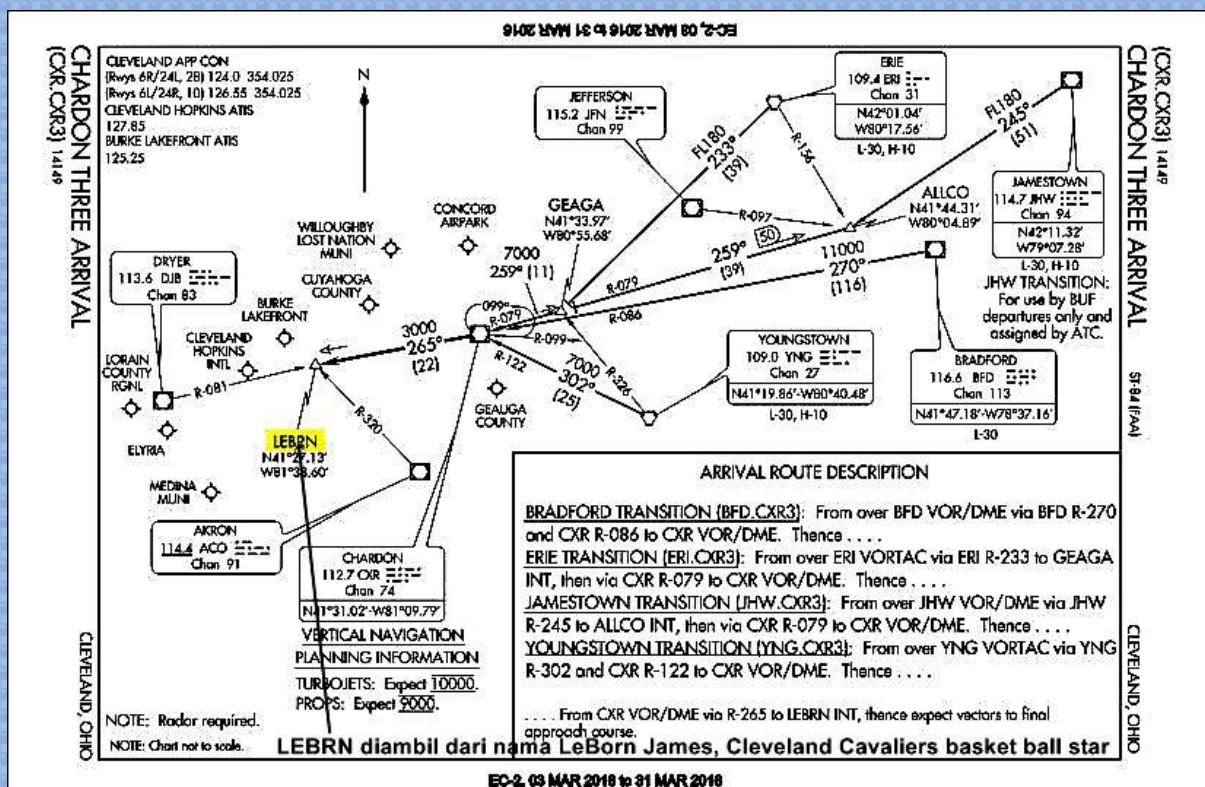 EC-2, 03 MAR 2016 to 31 MAR 2016
(CXR.CXR3) 14149
CHARDON THREE ARRIVAL
CLEVELAND, OHIO
CLEVELAND APP CON
(Rwys 6R/24L, 28) 124.0 354.025
(Rwys 6L/24R, 10) 126.55 354.025
CLEVELAND HOPKINS ATIS
127.85
BURKE LAKEFRONT ATIS
125.25
N
JEFFERSON
115.2 JFN
Chan 99
ERIE
109.4 ERI
Chan 31
N42°01.04'
W80°17.56'
L-30, H-10
FL180
233°
(39)
R-156
FL180
245°
(51)
JAMESTOWN
114.7 JHW
Chan 94
N42°11.32'
W79°07.28'
L-30, H-10
JHW TRANSITION:
For use by BUF
departures only and
assigned by ATC.
ALLCO
N41°44.31'
W80°04.89'
R-097
GEAGA
N41°33.97'
W80°55.68'
CONCORD
AIRPARK
WILLOUGHBY
LOST NATION
MUNI
CUYAHOGA
COUNTY
BURKE
LAKEFRONT
CLEVELAND
HOPKINS
INTL
LORAIN
COUNTY
RGNL
DRYER
113.6 DJB
Chan 83
7000
259° (11)
259°
(39)
50
11000
270°
(116)
R-079
R-086
099°
R-079
R-099
3000
265°
(22)
R-122
7000
302°
(25)
R-326
R-081
R-320
YOUNGSTOWN
109.0 YNG
Chan 27
N41°19.86'-W80°40.48'
L-30, H-10
BRADFORD
116.6 BFD
Chan 113
N41°47.18'-W78°37.16'
L-30
GEAUGA
COUNTY
ELYRIA
LEBRN
N41°27.13'
W81°38.60'
MEDINA
MUNI
AKRON
114.4 ACO
Chan 91
CHARDON
112.7 CXR
Chan 74
N41°31.02'-W81°09.79'
VERTICAL NAVIGATION
PLANNING INFORMATION
TURBOJETS: Expect 10000.
PROPS: Expect 9000.
NOTE: Radar required.
NOTE: Chart not to scale.
ARRIVAL ROUTE DESCRIPTION
BRADFORD TRANSITION (BFD.CXR3): From over BFD VOR/DME via BFD R-270
and CXR R-086 to CXR VOR/DME. Thence . . . .
ERIE TRANSITION (ERI.CXR3): From over ERI VORTAC via ERI R-233 to GEAGA
INT, then via CXR R-079 to CXR VOR/DME. Thence . . . .
JAMESTOWN TRANSITION (JHW.CXR3): From over JHW VOR/DME via JHW
R-245 to ALLCO INT, then via CXR R-079 to CXR VOR/DME. Thence . . . .
YOUNGSTOWN TRANSITION (YNG.CXR3): From over YNG VORTAC via YNG
R-302 and CXR R-122 to CXR VOR/DME. Thence . . . .
. . . . From CXR VOR/DME via R-265 to LEBRN INT, thence expect vectors to final
approach course.
LEBRN diambil dari nama LeBorn James, Cleveland Cavaliers basket ball star
(CXR.CXR3) 14149
CHARDON THREE ARRIVAL
ST-84 (FAA)
CLEVELAND, OHIO
EC-2, 03 MAR 2016 to 31 MAR 2016